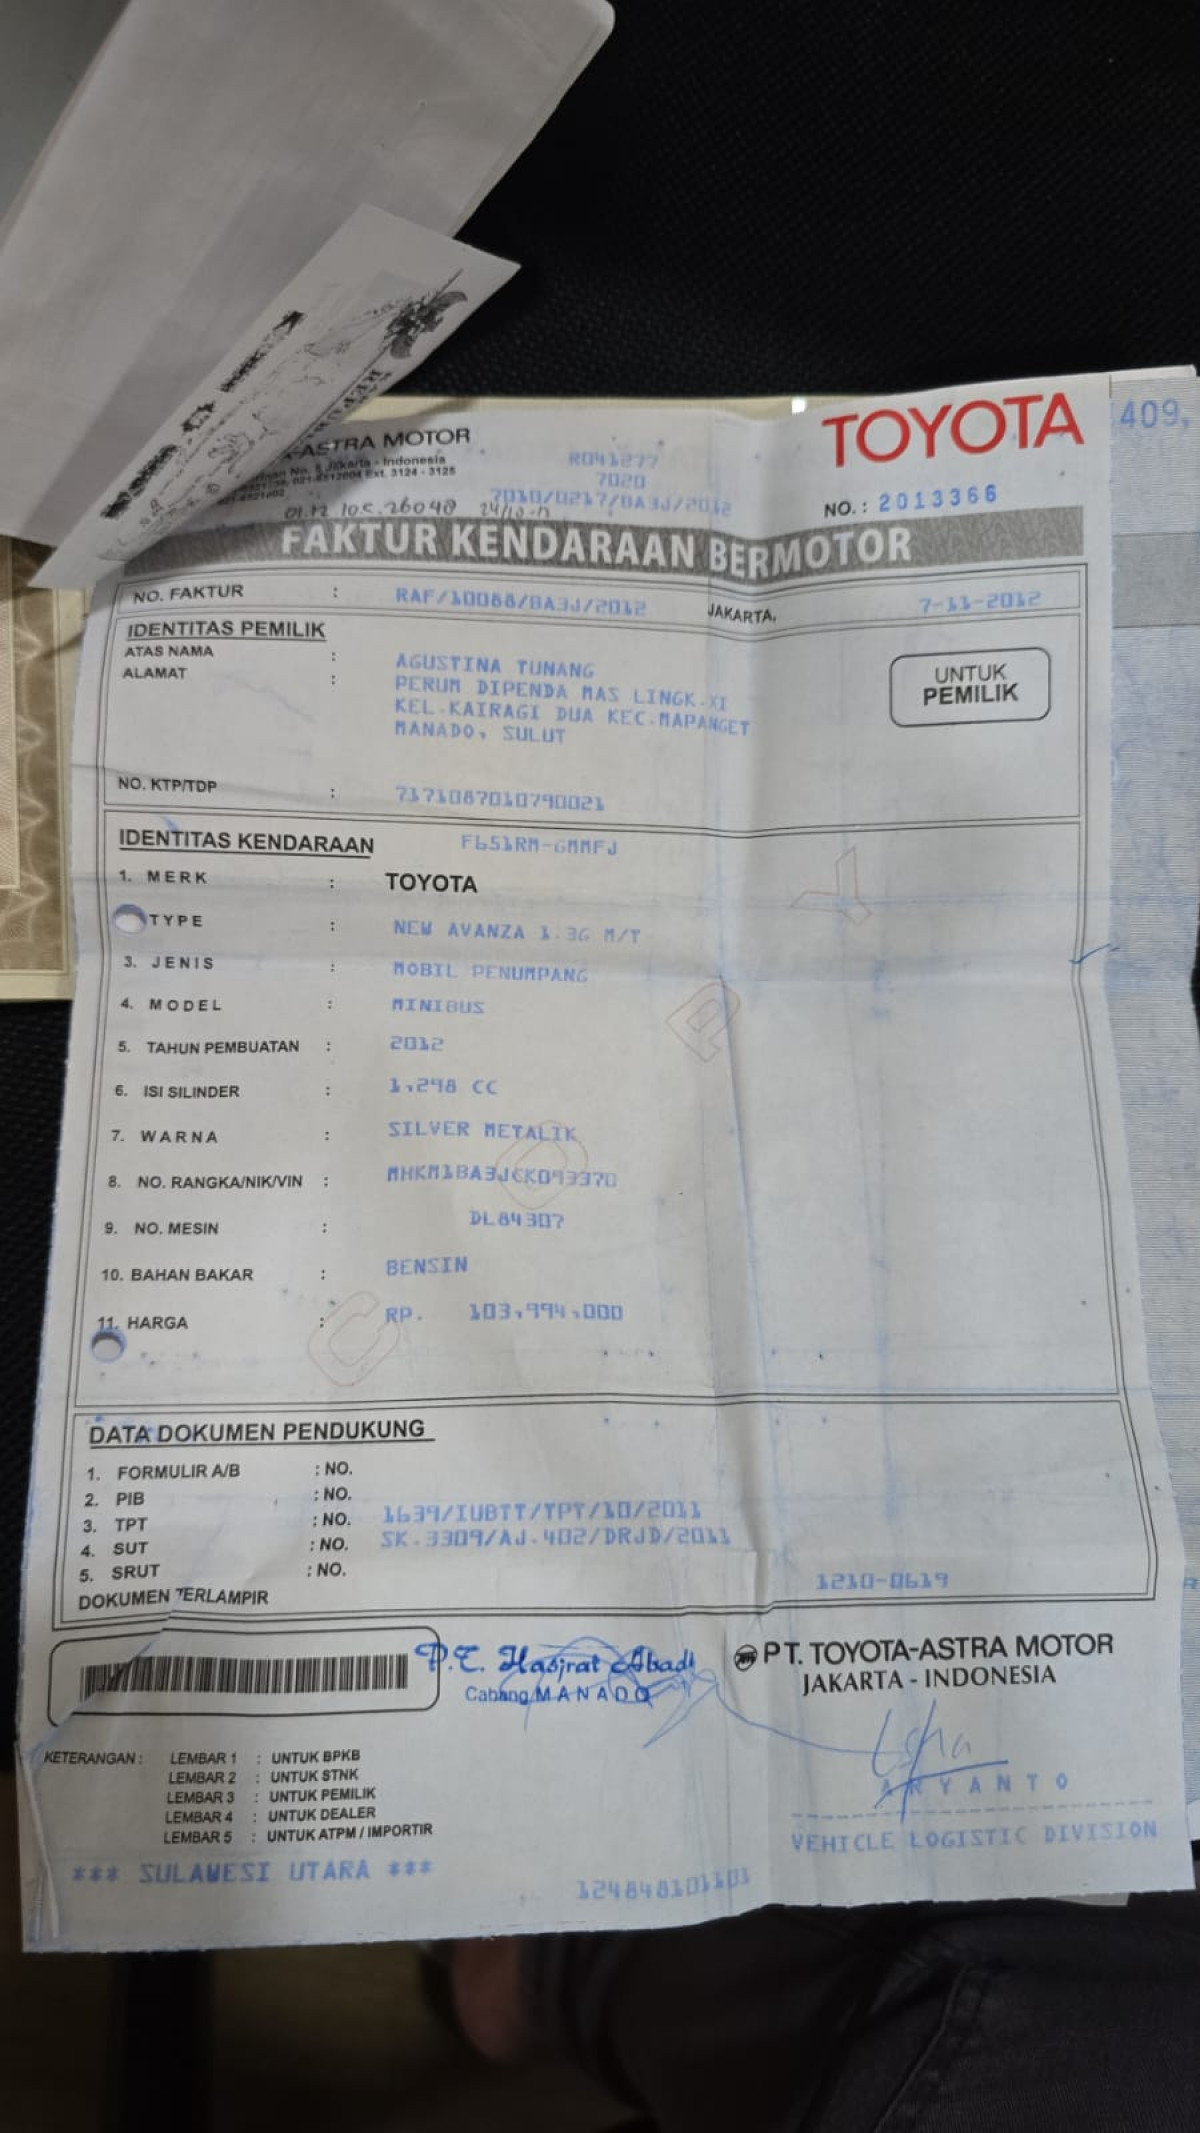 -ASTRA MOTOR
TOYOTA
409,
Jakarta - Indonesia
021-6512004 Ext. 3124 - 3125
R041277
7020
7010/0217/BA3J/2012
NO. : 2013366
FAKTUR KENDARAAN BERMOTOR
NO. FAKTUR : RAF/10088/BA3J/2012 JAKARTA, 7-11-2012
IDENTITAS PEMILIK
ATAS NAMA : AGUSTINA TUNANG
ALAMAT : PERUM DIPENDA MAS LINGK.XI
KEL.KAIRAGI DUA KEC.MAPANGET
MANADO, SULUT
UNTUK
PEMILIK
NO. KTP/TDP : 7171087010790021
IDENTITAS KENDARAAN F651RM-GMMFJ
1. MERK : TOYOTA
TYPE : NEW AVANZA 1.3G M/T
3. JENIS : MOBIL PENUMPANG
4. MODEL : MINIBUS
5. TAHUN PEMBUATAN : 2012
6. ISI SILINDER : 1,298 CC
7. WARNA : SILVER METALIK
8. NO. RANGKA/NIK/VIN : MHKM1BA3JCK093370
9. NO. MESIN : DL84307
10. BAHAN BAKAR : BENSIN
11. HARGA : RP. 103,994,000
COPY
DATA DOKUMEN PENDUKUNG
1. FORMULIR A/B : NO.
2. PIB : NO.
3. TPT : NO. 1639/IUBTT/TPT/10/2011
4. SUT : NO. SK.3309/AJ.402/DRJD/2011
5. SRUT : NO.
DOKUMEN TERLAMPIR 1210-0619
P.T. Hasjrat Abadi
Cabang MANADO
PT. TOYOTA-ASTRA MOTOR
JAKARTA - INDONESIA
KETERANGAN : LEMBAR 1 : UNTUK BPKB
LEMBAR 2 : UNTUK STNK
LEMBAR 3 : UNTUK PEMILIK
LEMBAR 4 : UNTUK DEALER
LEMBAR 5 : UNTUK ATPM / IMPORTIR
ARYANTO
VEHICLE LOGISTIC DIVISION
*** SULAWESI UTARA ***
124848101101